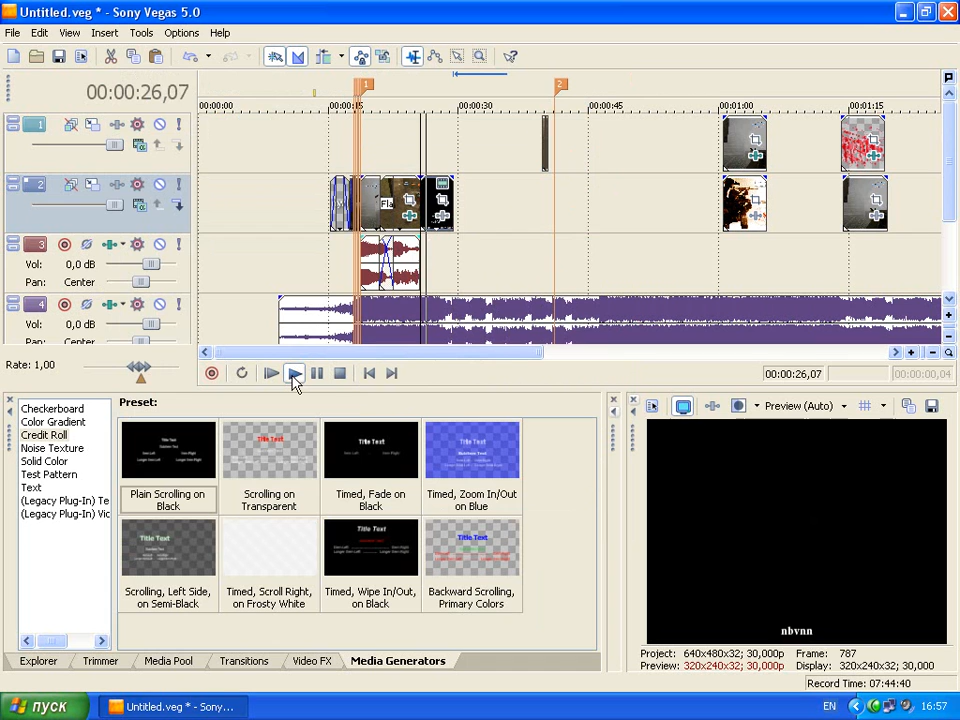 Untitled.veg * - Sony Vegas 5.0
File Edit View Insert Tools Options Help
00:00:26,07
1 2
00:00:00 00:00:15 00:00:30 00:00:45 00:01:00 00:01:15
1
2
Fla
3
Vol: 0,0 dB
Pan: Center
4
Vol: 0,0 dB
Rate: 1,00
00:00:26,07 00:00:00,04
Checkerboard
Color Gradient
Credit Roll
Noise Texture
Solid Color
Test Pattern
Text
(Legacy Plug-In) Te
(Legacy Plug-In) Vic
Preset:
Plain Scrolling on Black
Scrolling on Transparent
Timed, Fade on Black
Timed, Zoom In/Out on Blue
Scrolling, Left Side, on Semi-Black
Timed, Scroll Right, on Frosty White
Timed, Wipe In/Out, on Black
Backward Scrolling, Primary Colors
Explorer Trimmer Media Pool Transitions Video FX Media Generators
Preview (Auto)
nbvnn
Project: 640x480x32; 30,000p Frame: 787
Preview: 320x240x32; 30,000p Display: 320x240x32; 30,000
Record Time: 07:44:40
пуск Untitled.veg * - Sony... EN 16:57